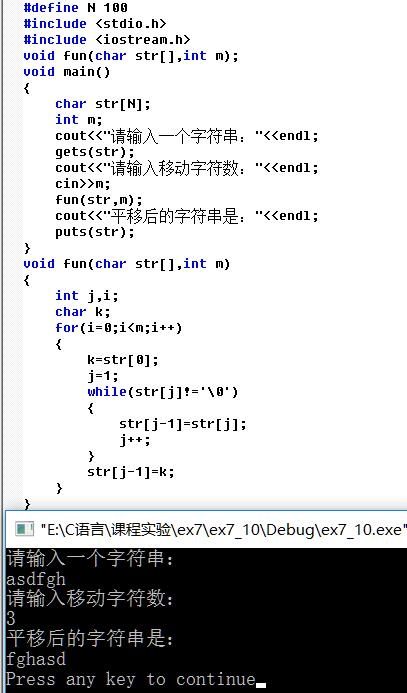 #define N 100
#include <stdio.h>
#include <iostream.h>
void fun(char str[],int m);
void main()
{
    char str[N];
    int m;
    cout<<"请输入一个字符串："<<endl;
    gets(str);
    cout<<"请输入移动字符数："<<endl;
    cin>>m;
    fun(str,m);
    cout<<"平移后的字符串是："<<endl;
    puts(str);
}
void fun(char str[],int m)
{
    int j,i;
    char k;
    for(i=0;i<m;i++)
    {
        k=str[0];
        j=1;
        while(str[j]!='\0')
        {
            str[j-1]=str[j];
            j++;
        }
        str[j-1]=k;
    }
}
"E:\C语言\课程实验\ex7\ex7_10\Debug\ex7_10.exe"
请输入一个字符串：
asdfgh
请输入移动字符数：
3
平移后的字符串是：
fghasd
Press any key to continue